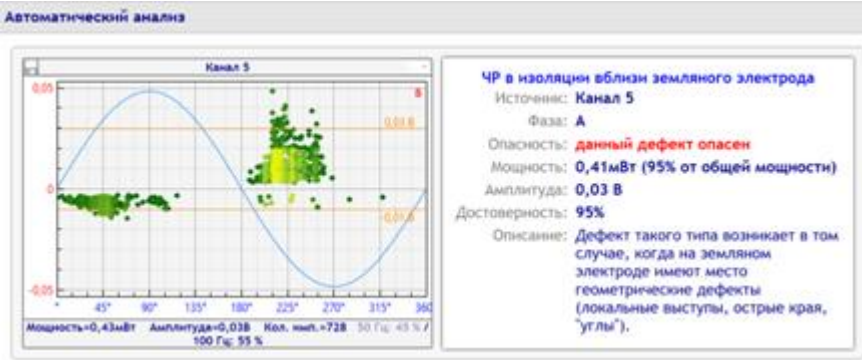 Автоматический анализ
Канал 5
0,05
В
0,03 В
0
-0,01 В
-0,05
45° 90° 135° 180° 225° 270° 315° 360
Мощность=0,43мВт Амплитуда=0,03В Кол. имп.=728 50 Гц: 45 % /
100 Гц: 55 %
ЧР в изоляции вблизи земляного электрода
Источник: Канал 5
Фаза: А
Опасность: данный дефект опасен
Мощность: 0,41мВт (95% от общей мощности)
Амплитуда: 0,03 В
Достоверность: 95%
Описание: Дефект такого типа возникает в том
случае, когда на земляном
электроде имеют место
геометрические дефекты
(локальные выступы, острые края,
"углы").